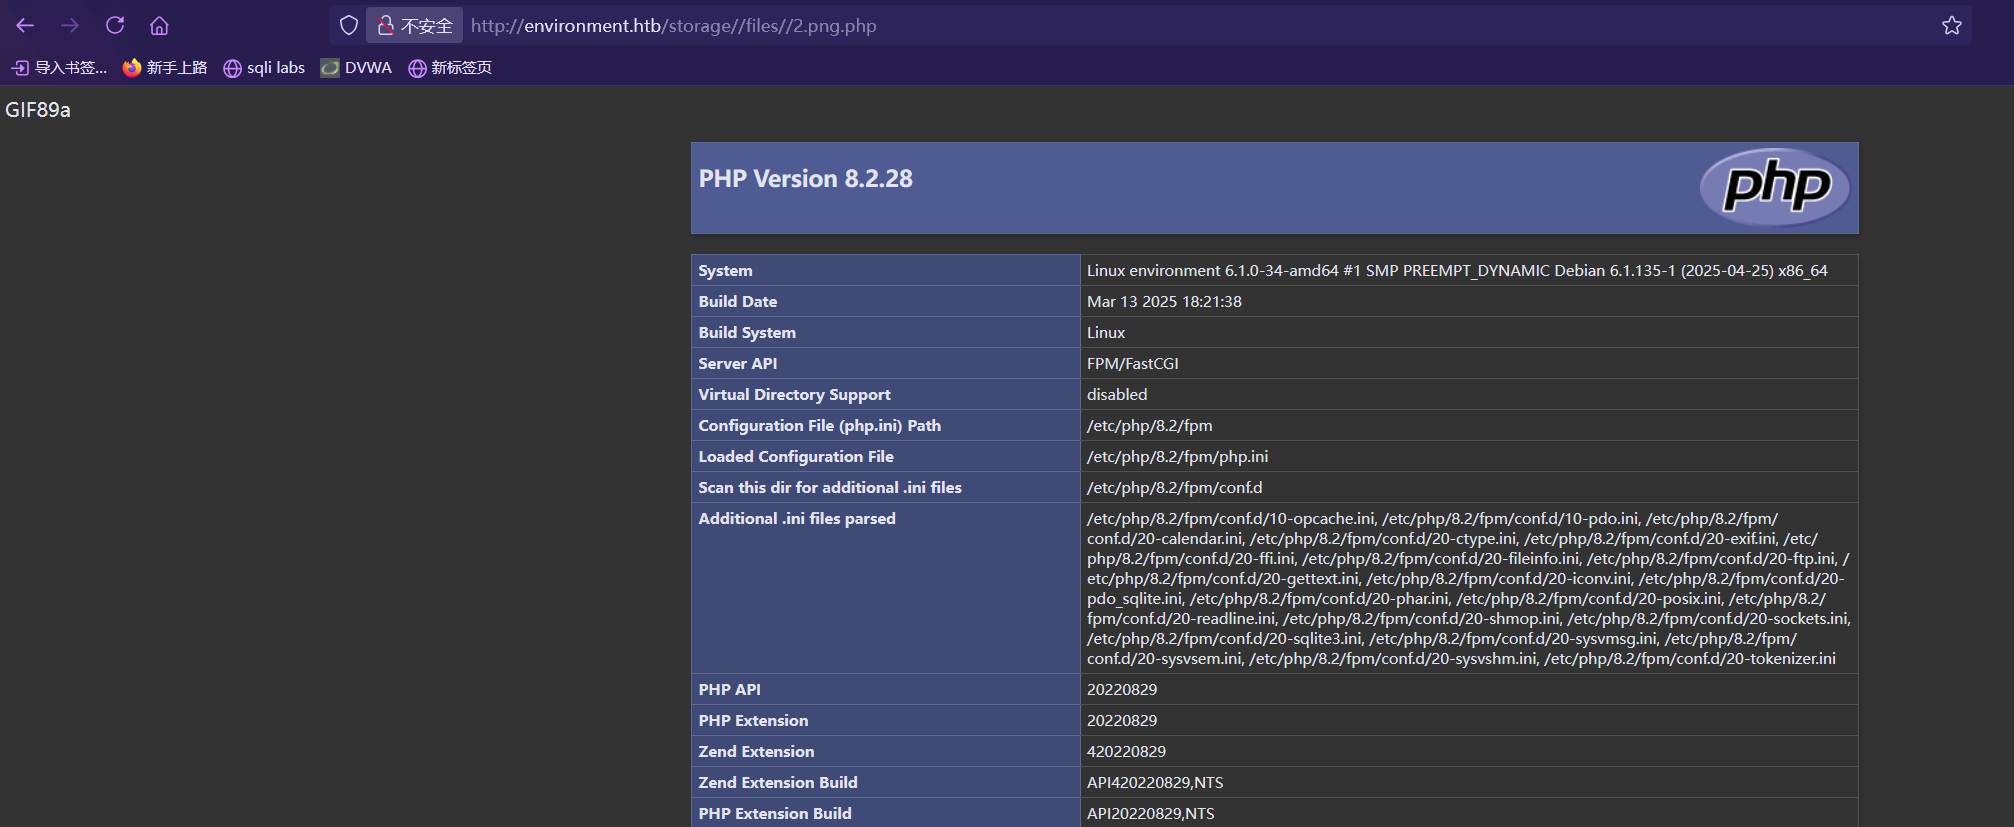 不安全 http://environment.htb/storage//files//2.png.php
导入书签... 新手上路 sqli labs DVWA 新标签页
GIF89a
PHP Version 8.2.28
php
System Linux environment 6.1.0-34-amd64 #1 SMP PREEMPT_DYNAMIC Debian 6.1.135-1 (2025-04-25) x86_64
Build Date Mar 13 2025 18:21:38
Build System Linux
Server API FPM/FastCGI
Virtual Directory Support disabled
Configuration File (php.ini) Path /etc/php/8.2/fpm
Loaded Configuration File /etc/php/8.2/fpm/php.ini
Scan this dir for additional .ini files /etc/php/8.2/fpm/conf.d
Additional .ini files parsed /etc/php/8.2/fpm/conf.d/10-opcache.ini, /etc/php/8.2/fpm/conf.d/10-pdo.ini, /etc/php/8.2/fpm/
conf.d/20-calendar.ini, /etc/php/8.2/fpm/conf.d/20-ctype.ini, /etc/php/8.2/fpm/conf.d/20-exif.ini, /etc/
php/8.2/fpm/conf.d/20-ffi.ini, /etc/php/8.2/fpm/conf.d/20-fileinfo.ini, /etc/php/8.2/fpm/conf.d/20-ftp.ini, /
etc/php/8.2/fpm/conf.d/20-gettext.ini, /etc/php/8.2/fpm/conf.d/20-iconv.ini, /etc/php/8.2/fpm/conf.d/20-
pdo_sqlite.ini, /etc/php/8.2/fpm/conf.d/20-phar.ini, /etc/php/8.2/fpm/conf.d/20-posix.ini, /etc/php/8.2/
fpm/conf.d/20-readline.ini, /etc/php/8.2/fpm/conf.d/20-shmop.ini, /etc/php/8.2/fpm/conf.d/20-sockets.ini,
/etc/php/8.2/fpm/conf.d/20-sqlite3.ini, /etc/php/8.2/fpm/conf.d/20-sysvmsg.ini, /etc/php/8.2/fpm/
conf.d/20-sysvsem.ini, /etc/php/8.2/fpm/conf.d/20-sysvshm.ini, /etc/php/8.2/fpm/conf.d/20-tokenizer.ini
PHP API 20220829
PHP Extension 20220829
Zend Extension 420220829
Zend Extension Build API420220829,NTS
PHP Extension Build API20220829,NTS